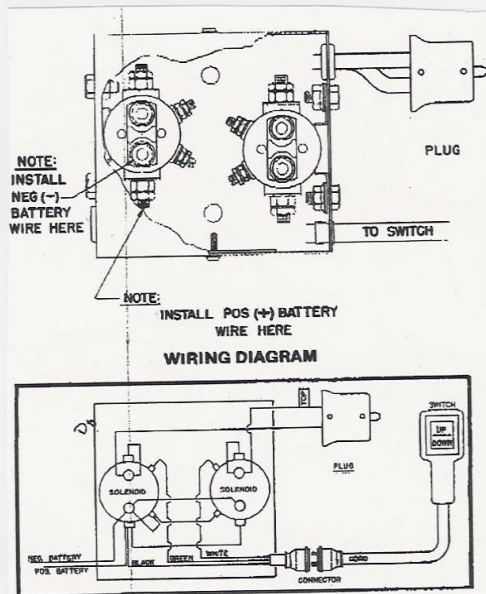 NOTE:
INSTALL
NEG (-)
BATTERY
WIRE HERE
PLUG
TO SWITCH
NOTE:
INSTALL POS (+) BATTERY
WIRE HERE
WIRING DIAGRAM
TOP
SWITCH
UP
DOWN
PLUG
SOLENOID
SOLENOID
NEG. BATTERY
POS. BATTERY
BLACK
GREEN
WHITE
CORD
CONNECTOR